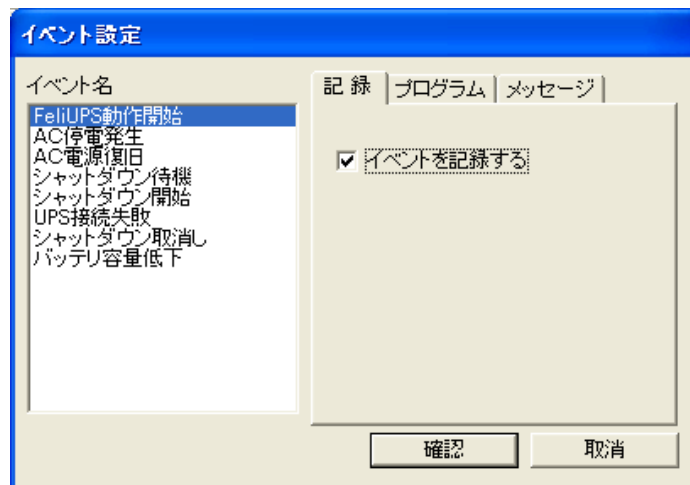 イベント設定
イベント名
FeliUPS動作開始
AC停電発生
AC電源復旧
シャットダウン待機
シャットダウン開始
UPS接続失敗
シャットダウン取消し
バッテリ容量低下
記 録
プログラム
メッセージ
イベントを記録する
確認
取消